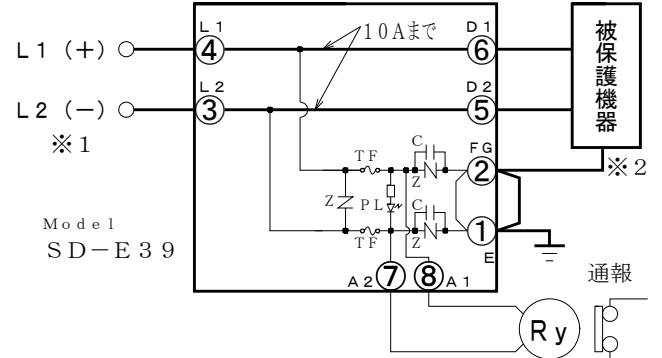 L1 D1
L1 (+) ④ 10Aまで ⑥
L2 D2
L2 (−) ③ ⑤
※1
被保護機器
C FG
TF ② ※2
Z PL Z
C
TF Z ①
E
Model
SD−E39
A2 ⑦ ⑧ A1
通報
Ry